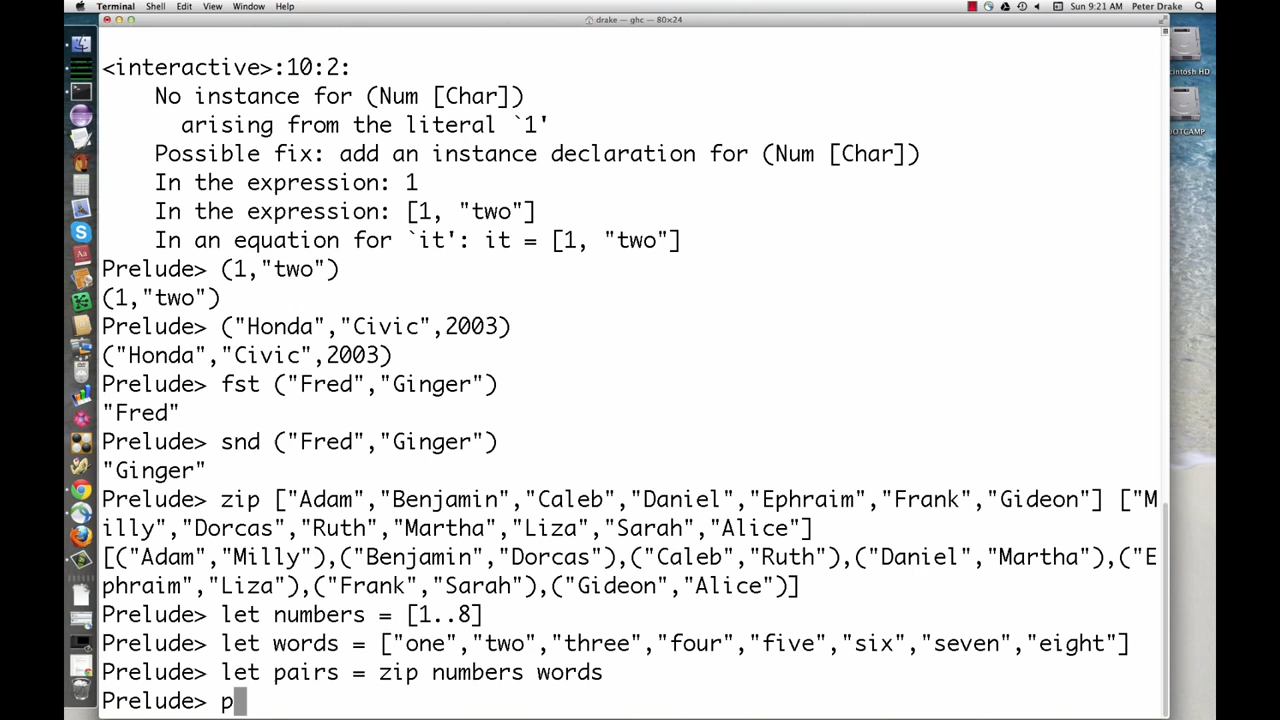 Terminal Shell Edit View Window Help Sun 9:21 AM Peter Drake
drake — ghc — 80×24
<interactive>:10:2:
No instance for (Num [Char])
arising from the literal `1'
Possible fix: add an instance declaration for (Num [Char])
In the expression: 1
In the expression: [1, "two"]
In an equation for `it': it = [1, "two"]
Prelude> (1,"two")
(1,"two")
Prelude> ("Honda","Civic",2003)
("Honda","Civic",2003)
Prelude> fst ("Fred","Ginger")
"Fred"
Prelude> snd ("Fred","Ginger")
"Ginger"
Prelude> zip ["Adam","Benjamin","Caleb","Daniel","Ephraim","Frank","Gideon"] ["M
illy","Dorcas","Ruth","Martha","Liza","Sarah","Alice"]
[("Adam","Milly"),("Benjamin","Dorcas"),("Caleb","Ruth"),("Daniel","Martha"),("E
phraim","Liza"),("Frank","Sarah"),("Gideon","Alice")]
Prelude> let numbers = [1..8]
Prelude> let words = ["one","two","three","four","five","six","seven","eight"]
Prelude> let pairs = zip numbers words
Prelude> p
cintosh HD
OOTCAMP